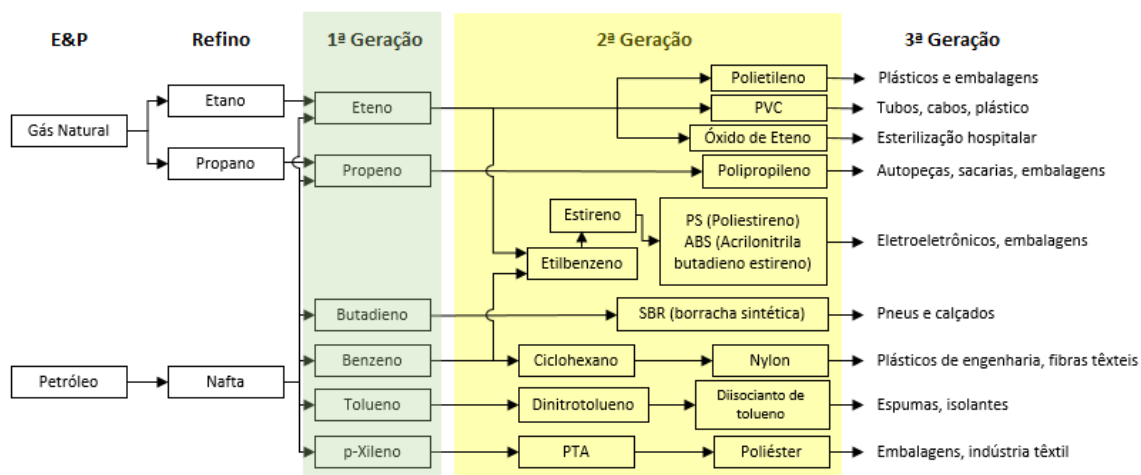 E&P
Refino
1ª Geração
2ª Geração
3ª Geração
Polietileno
Plásticos e embalagens
Etano
Eteno
PVC
Tubos, cabos, plástico
Gás Natural
Óxido de Eteno
Esterilização hospitalar
Propano
Propeno
Polipropileno
Autopeças, sacarias, embalagens
Estireno
PS (Poliestireno)
ABS (Acrilonitrila
butadieno estireno)
Eletroeletrônicos, embalagens
Etilbenzeno
Butadieno
SBR (borracha sintética)
Pneus e calçados
Benzeno
Ciclohexano
Nylon
Plásticos de engenharia, fibras têxteis
Petróleo
Nafta
Tolueno
Dinitrotolueno
Diisocianto de
tolueno
Espumas, isolantes
p-Xileno
PTA
Poliéster
Embalagens, indústria têxtil